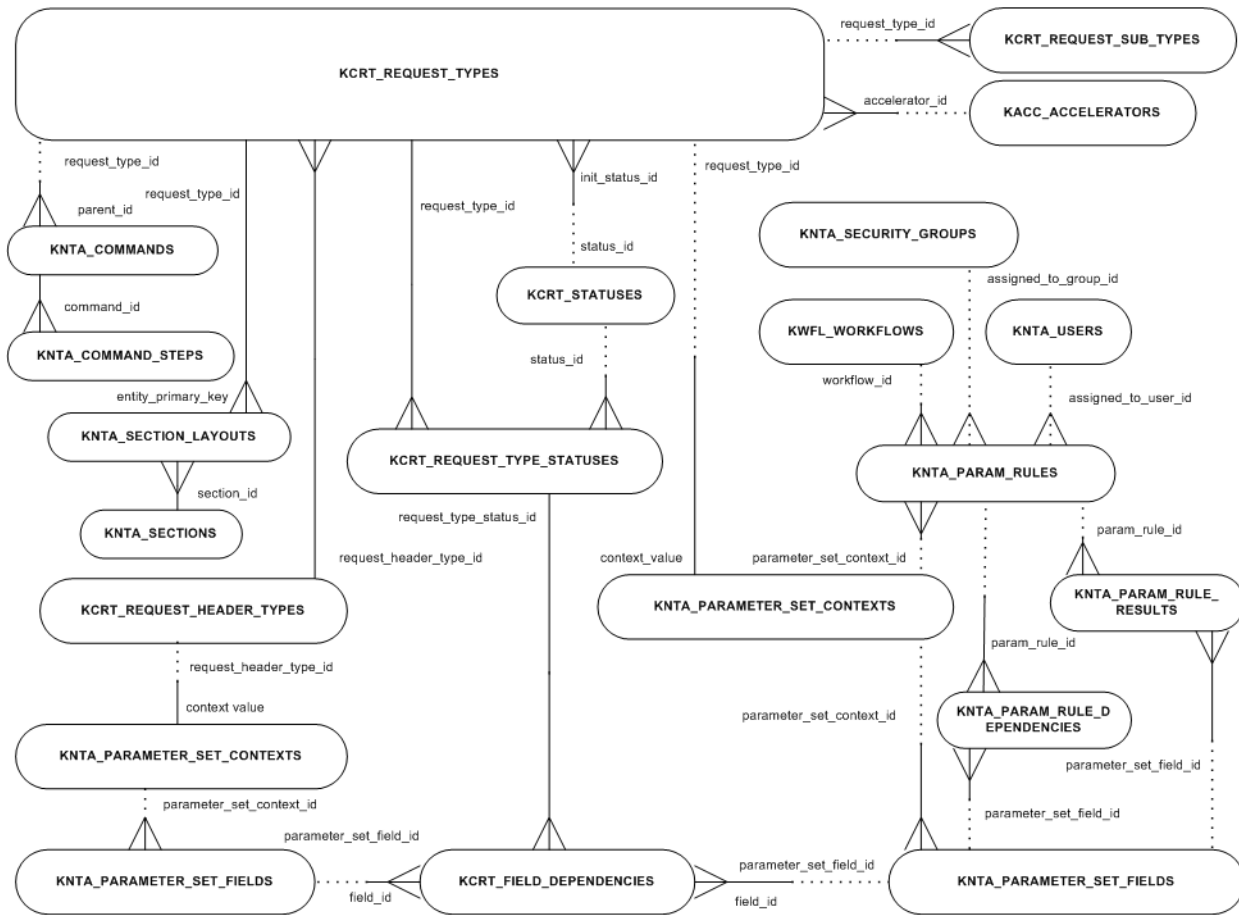 request_type_id
KCRT_REQUEST_SUB_TYPES
KCRT_REQUEST_TYPES
accelerator_id
KACC_ACCELERATORS
request_type_id
request_type_id
request_type_id
init_status_id
request_type_id
parent_id
KNTA_COMMANDS
status_id
KNTA_SECURITY_GROUPS
assigned_to_group_id
KCRT_STATUSES
command_id
KWFL_WORKFLOWS
KNTA_USERS
KNTA_COMMAND_STEPS
status_id
workflow_id
entity_primary_key
assigned_to_user_id
KNTA_SECTION_LAYOUTS
KCRT_REQUEST_TYPE_STATUSES
KNTA_PARAM_RULES
section_id
request_type_status_id
KNTA_SECTIONS
param_rule_id
request_header_type_id
context_value
parameter_set_context_id
KCRT_REQUEST_HEADER_TYPES
KNTA_PARAMETER_SET_CONTEXTS
KNTA_PARAM_RULE_
RESULTS
param_rule_id
request_header_type_id
context value
parameter_set_context_id
KNTA_PARAM_RULE_D
EPENDENCIES
KNTA_PARAMETER_SET_CONTEXTS
parameter_set_field_id
parameter_set_context_id
parameter_set_field_id
parameter_set_field_id
parameter_set_field_id
KNTA_PARAMETER_SET_FIELDS
KCRT_FIELD_DEPENDENCIES
KNTA_PARAMETER_SET_FIELDS
field_id
field_id